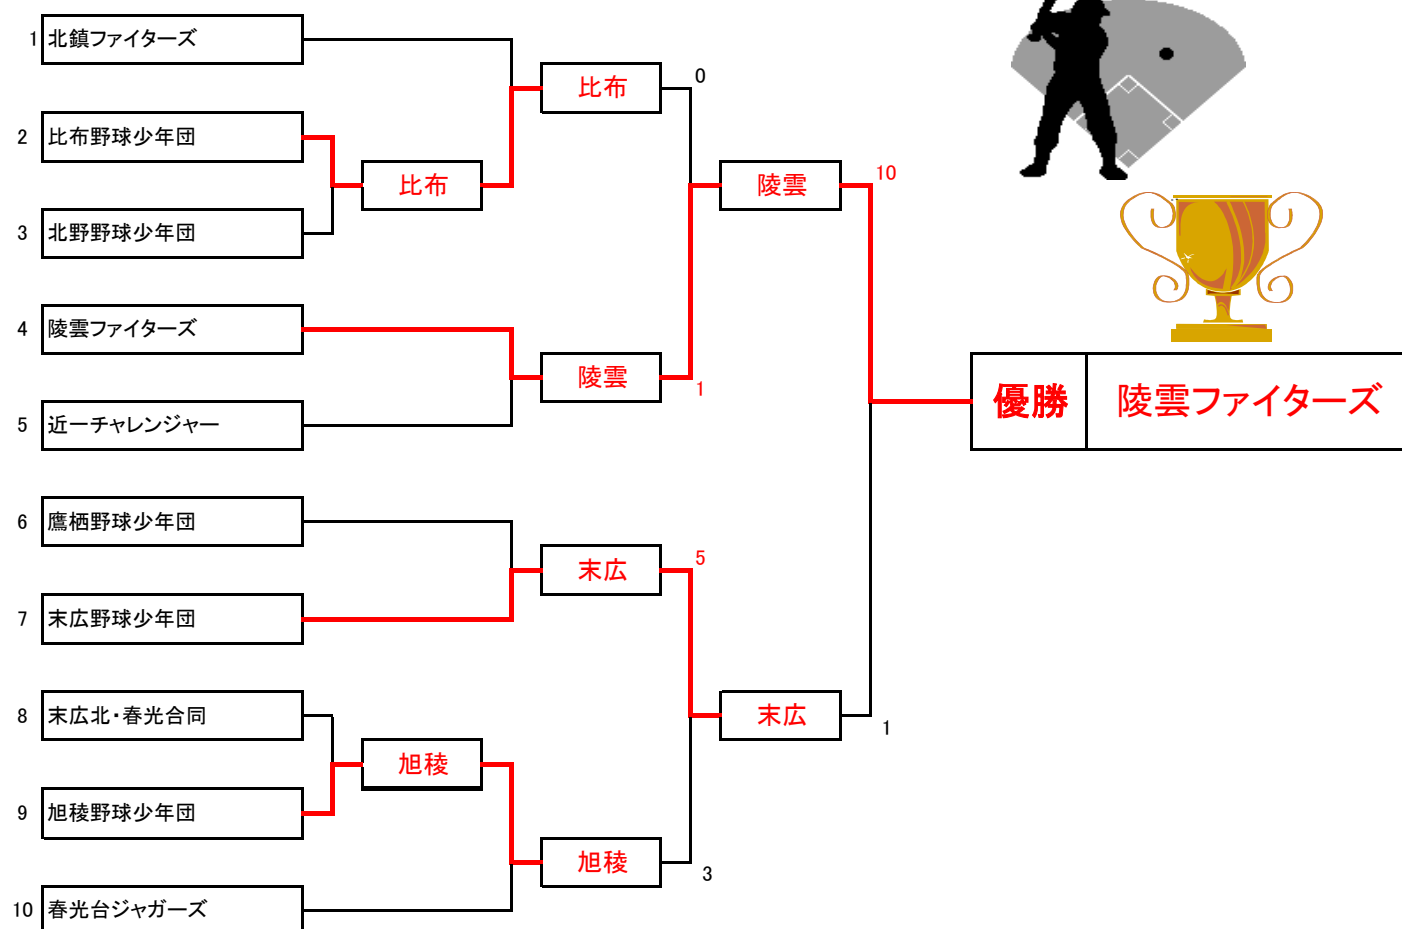 1 北鎮ファイターズ
比布 0
2 比布野球少年団
比布
陵雲 10
3 北野野球少年団
4 陵雲ファイターズ
陵雲 1
優勝 陵雲ファイターズ
5 近一チャレンジャー
6 鷹栖野球少年団
末広 5
7 末広野球少年団
8 末広北・春光合同
末広 1
旭稜
9 旭稜野球少年団
旭稜 3
10 春光台ジャガーズ